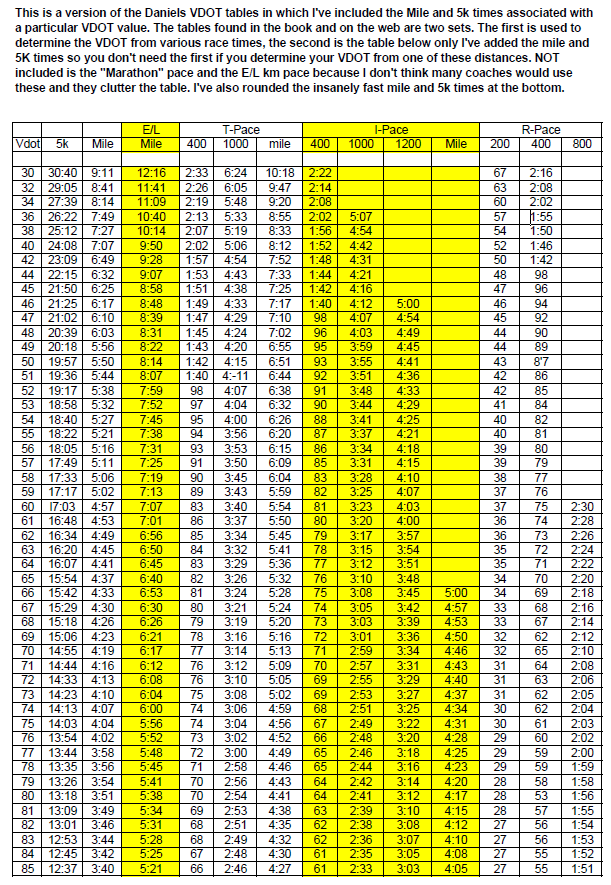 This is a version of the Daniels VDOT tables in which I've included the Mile and 5k times associated with
a particular VDOT value. The tables found in the book and on the web are two sets. The first is used to
determine the VDOT from various race times, the second is the table below only I've added the mile and
5K times so you don't need the first if you determine your VDOT from one of these distances. NOT
included is the "Marathon" pace and the E/L km pace because I don't think many coaches would use
these and they clutter the table. I've also rounded the insanely fast mile and 5k times at the bottom.
E/L T-Pace I-Pace R-Pace
Vdot 5k Mile Mile 400 1000 mile 400 1000 1200 Mile 200 400 800
30 30:40 9:11 12:16 2:33 6:24 10:18 2:22 67 2:16
32 29:05 8:41 11:41 2:26 6:05 9:47 2:14 63 2:08
34 27:39 8:14 11:09 2:19 5:48 9:20 2:08 60 2:02
36 26:22 7:49 10:40 2:13 5:33 8:55 2:02 5:07 57 1:55
38 25:12 7:27 10:14 2:07 5:19 8:33 1:56 4:54 54 1:50
40 24:08 7:07 9:50 2:02 5:06 8:12 1:52 4:42 52 1:46
42 23:09 6:49 9:28 1:57 4:54 7:52 1:48 4:31 50 1:42
44 22:15 6:32 9:07 1:53 4:43 7:33 1:44 4:21 48 98
45 21:50 6:25 8:58 1:51 4:38 7:25 1:42 4:16 47 96
46 21:25 6:17 8:48 1:49 4:33 7:17 1:40 4:12 5:00 46 94
47 21:02 6:10 8:39 1:47 4:29 7:10 98 4:07 4:54 45 92
48 20:39 6:03 8:31 1:45 4:24 7:02 96 4:03 4:49 44 90
49 20:18 5:56 8:22 1:43 4:20 6:55 94 3:59 4:45 44 89
50 19:57 5:50 8:14 1:42 4:15 6:51 93 3:55 4:41 43 8'7
51 19:36 5:44 8:07 1:40 4:-11 6:44 92 3:51 4:36 42 86
52 19:17 5:38 7:59 98 4:07 6:38 91 3:48 4:33 42 85
53 18:58 5:32 7:52 97 4:04 6:32 90 3:44 4:29 41 84
54 18:40 5:27 7:45 95 4:00 6:26 88 3:41 4:25 40 82
55 18:22 5:21 7:38 94 3:56 6:20 87 3:37 4:21 40 81
56 18:05 5:16 7:31 93 3:53 6:15 86 3:34 4:18 39 80
57 17:49 5:11 7:25 91 3:50 6:09 85 3:31 4:15 39 79
58 17:33 5:06 7:19 90 3:45 6:04 83 3:28 4:10 38 77
59 17:17 5:02 7:13 89 3:43 5:59 82 3:25 4:07 37 76
60 I7:03 4:57 7:07 83 3:40 5:54 81 3:23 4:03 37 75 2:30
61 16:48 4:53 7:01 86 3:37 5:50 80 3:20 4:00 36 74 2:28
62 16:34 4:49 6:56 85 3:34 5:45 79 3:17 3:57 36 73 2:26
63 16:20 4:45 6:50 84 3:32 5:41 78 3:15 3:54 35 72 2:24
64 16:07 4:41 6:45 83 3:29 5:36 77 3:12 3:51 35 71 2:22
65 15:54 4:37 6:40 82 3:26 5:32 76 3:10 3:48 34 70 2:20
66 15:42 4:33 6:53 81 3:24 5:28 75 3:08 3:45 5:00 34 69 2:18
67 15:29 4:30 6:30 80 3:21 5:24 74 3:05 3:42 4:57 33 68 2:16
68 15:18 4:26 6:26 79 3:19 5:20 73 3:03 3:39 4:53 33 67 2:14
69 15:06 4:23 6:21 78 3:16 5:16 72 3:01 3:36 4:50 32 62 2:12
70 14:55 4:19 6:17 77 3:14 5:13 71 2:59 3:34 4:46 32 65 2:10
71 14:44 4:16 6:12 76 3:12 5:09 70 2:57 3:31 4:43 31 64 2:08
72 14:33 4:13 6:08 76 3:10 5:05 69 2:55 3:29 4:40 31 63 2:06
73 14:23 4:10 6:04 75 3:08 5:02 69 2:53 3:27 4:37 31 62 2:05
74 14:13 4:07 6:00 74 3:06 4:59 68 2:51 3:25 4:34 30 62 2:04
75 14:03 4:04 5:56 74 3:04 4:56 67 2:49 3:22 4:31 30 61 2:03
76 13:54 4:02 5:52 73 3:02 4:52 66 2:48 3:20 4:28 29 60 2:02
77 13:44 3:58 5:48 72 3:00 4:49 65 2:46 3:18 4:25 29 59 2:00
78 13:35 3:56 5:45 71 2:58 4:46 65 2:44 3:16 4:23 29 59 1:59
79 13:26 3:54 5:41 70 2:56 4:43 64 2:42 3:14 4:20 28 58 1:58
80 13:18 3:51 5:38 70 2:54 4:41 64 2:41 3:12 4:17 28 53 1:56
81 13:09 3:49 5:34 69 2:53 4:38 63 2:39 3:10 4:15 28 57 1:55
82 13:01 3:46 5:31 68 2:51 4:35 62 2:38 3:08 4:12 27 56 1:54
83 12:53 3:44 5:28 68 2:49 4:32 62 2:36 3:07 4:10 27 56 1:53
84 12:45 3:42 5:25 67 2:48 4:30 61 2:35 3:05 4:08 27 55 1:52
85 12:37 3:40 5:21 66 2:46 4:27 61 2:33 3:03 4:05 27 55 1:51